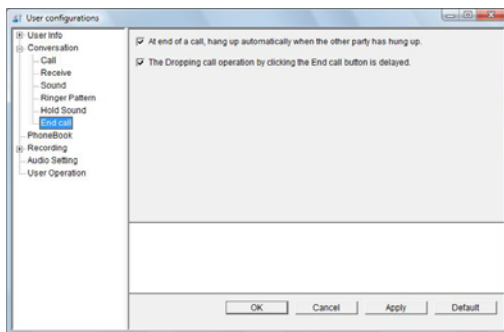 User configurations
User Info
Conversation
Call
Receive
Sound
Ringer Pattern
Hold Sound
End call
PhoneBook
Recording
Audio Setting
User Operation
At end of a call, hang up automatically when the other party has hung up.
The Dropping call operation by clicking the End call button is delayed.
OK Cancel Apply Default